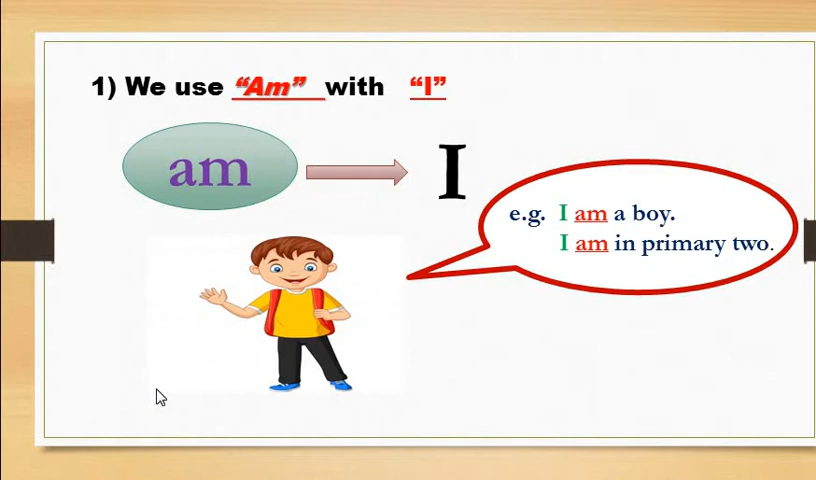 1) We use “Am” with “I”
am
I
e.g. I am a boy.
I am in primary two.